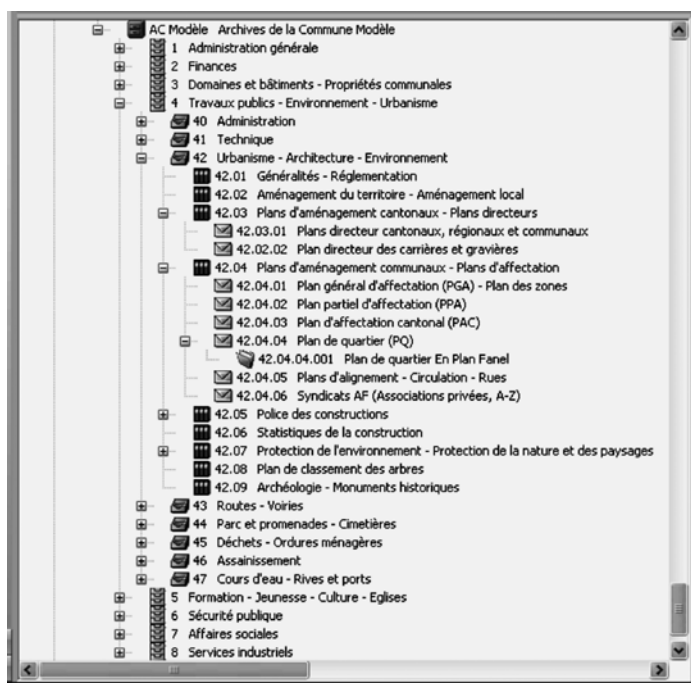 AC Modèle Archives de la Commune Modèle
1 Administration générale
2 Finances
3 Domaines et bâtiments - Propriétés communales
4 Travaux publics - Environnement - Urbanisme
40 Administration
41 Technique
42 Urbanisme - Architecture - Environnement
42.01 Généralités - Réglementation
42.02 Aménagement du territoire - Aménagement local
42.03 Plans d'aménagement cantonaux - Plans directeurs
42.03.01 Plans directeur cantonaux, régionaux et communaux
42.02.02 Plan directeur des carrières et gravières
42.04 Plans d'aménagement communaux - Plans d'affectation
42.04.01 Plan général d'affectation (PGA) - Plan des zones
42.04.02 Plan partiel d'affectation (PPA)
42.04.03 Plan d'affectation cantonal (PAC)
42.04.04 Plan de quartier (PQ)
42.04.04.001 Plan de quartier En Plan Fanel
42.04.05 Plans d'alignement - Circulation - Rues
42.04.06 Syndicats AF (Associations privées, A-Z)
42.05 Police des constructions
42.06 Statistiques de la construction
42.07 Protection de l'environnement - Protection de la nature et des paysages
42.08 Plan de classement des arbres
42.09 Archéologie - Monuments historiques
43 Routes - Voiries
44 Parc et promenades - Cimetières
45 Déchets - Ordures ménagères
46 Assainissement
47 Cours d'eau - Rives et ports
5 Formation - Jeunesse - Culture - Eglises
6 Sécurité publique
7 Affaires sociales
8 Services industriels